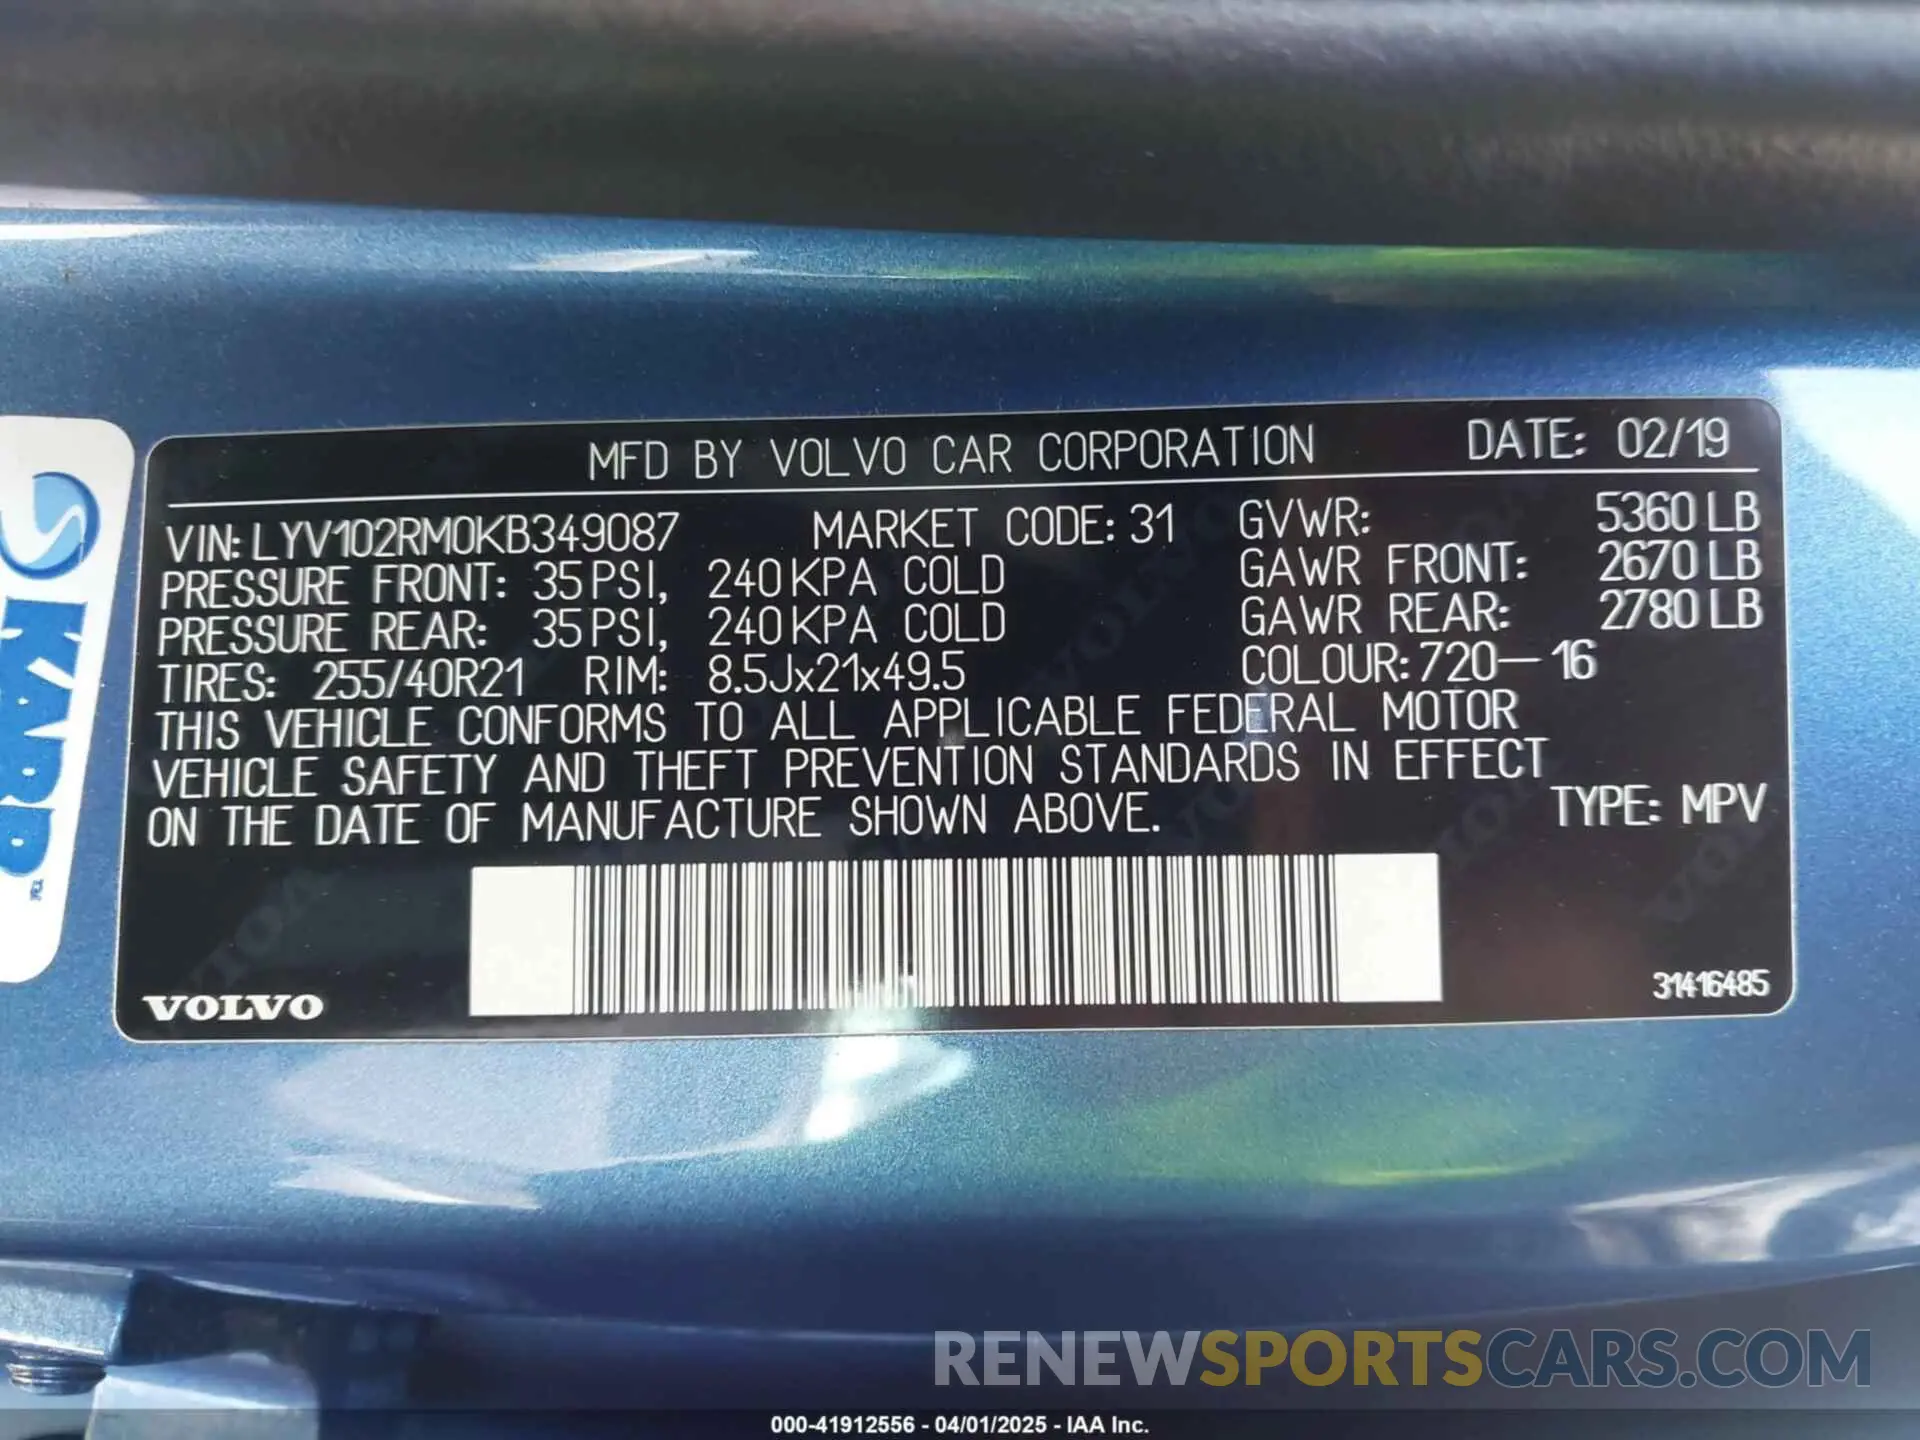 MFD BY VOLVO CAR CORPORATION DATE: 02/19
VIN: LYV102RM0KB349087 MARKET CODE: 31 GVWR: 5360 LB
PRESSURE FRONT: 35 PSI, 240 KPA COLD GAWR FRONT: 2670 LB
PRESSURE REAR: 35 PSI, 240 KPA COLD GAWR REAR: 2780 LB
TIRES: 255/40R21 RIM: 8.5Jx21x49.5 COLOUR: 720-16
THIS VEHICLE CONFORMS TO ALL APPLICABLE FEDERAL MOTOR
VEHICLE SAFETY AND THEFT PREVENTION STANDARDS IN EFFECT
ON THE DATE OF MANUFACTURE SHOWN ABOVE. TYPE: MPV
VOLVO
31416485
KARR
RENEWSPORTSCARS.COM
000-41912556 - 04/01/2025 - IAA Inc.